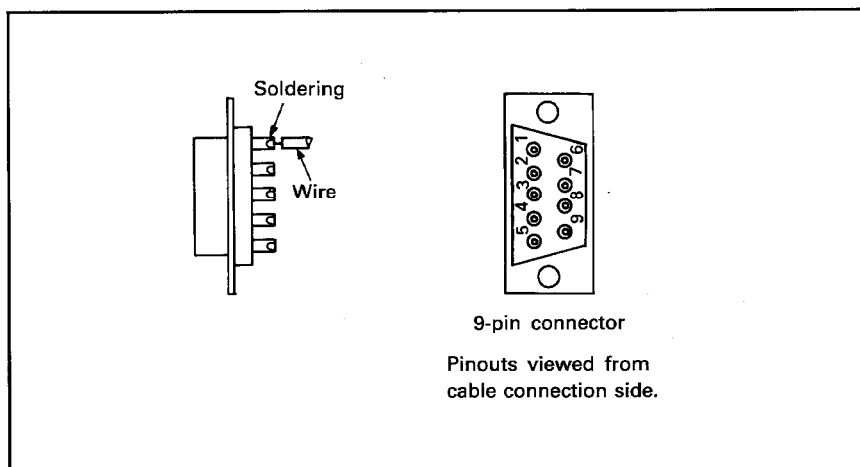 Soldering
Wire
1
2
3
4
5
6
7
8
9
9-pin connector
Pinouts viewed from
cable connection side.